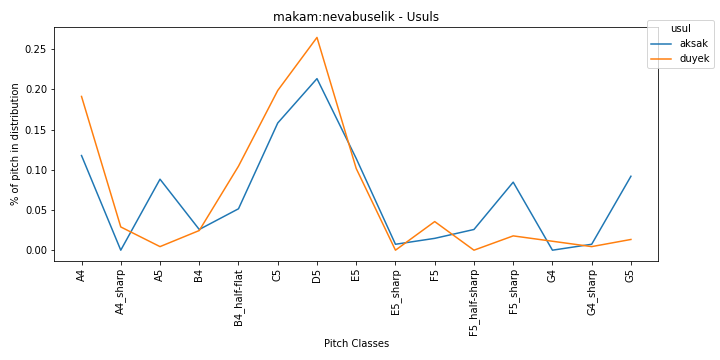 makam:nevabuselik - Usuls
usul
aksak
duyek
% of pitch in distribution
0.25
0.20
0.15
0.10
0.05
0.00
A4
A4_sharp
A5
B4
B4_half-flat
C5
D5
E5
E5_sharp
F5
F5_half-sharp
F5_sharp
G4
G4_sharp
G5
Pitch Classes